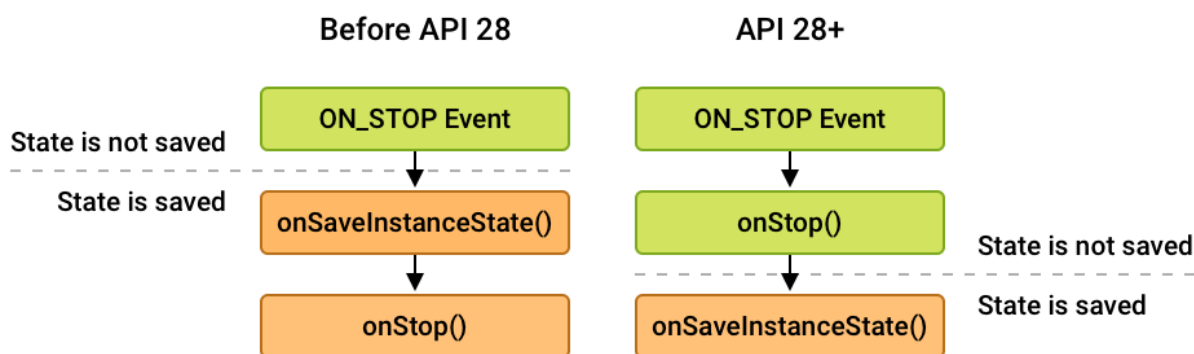 Before API 28
API 28+
ON_STOP Event
ON_STOP Event
State is not saved
State is saved
onSaveInstanceState()
onStop()
State is not saved
State is saved
onStop()
onSaveInstanceState()